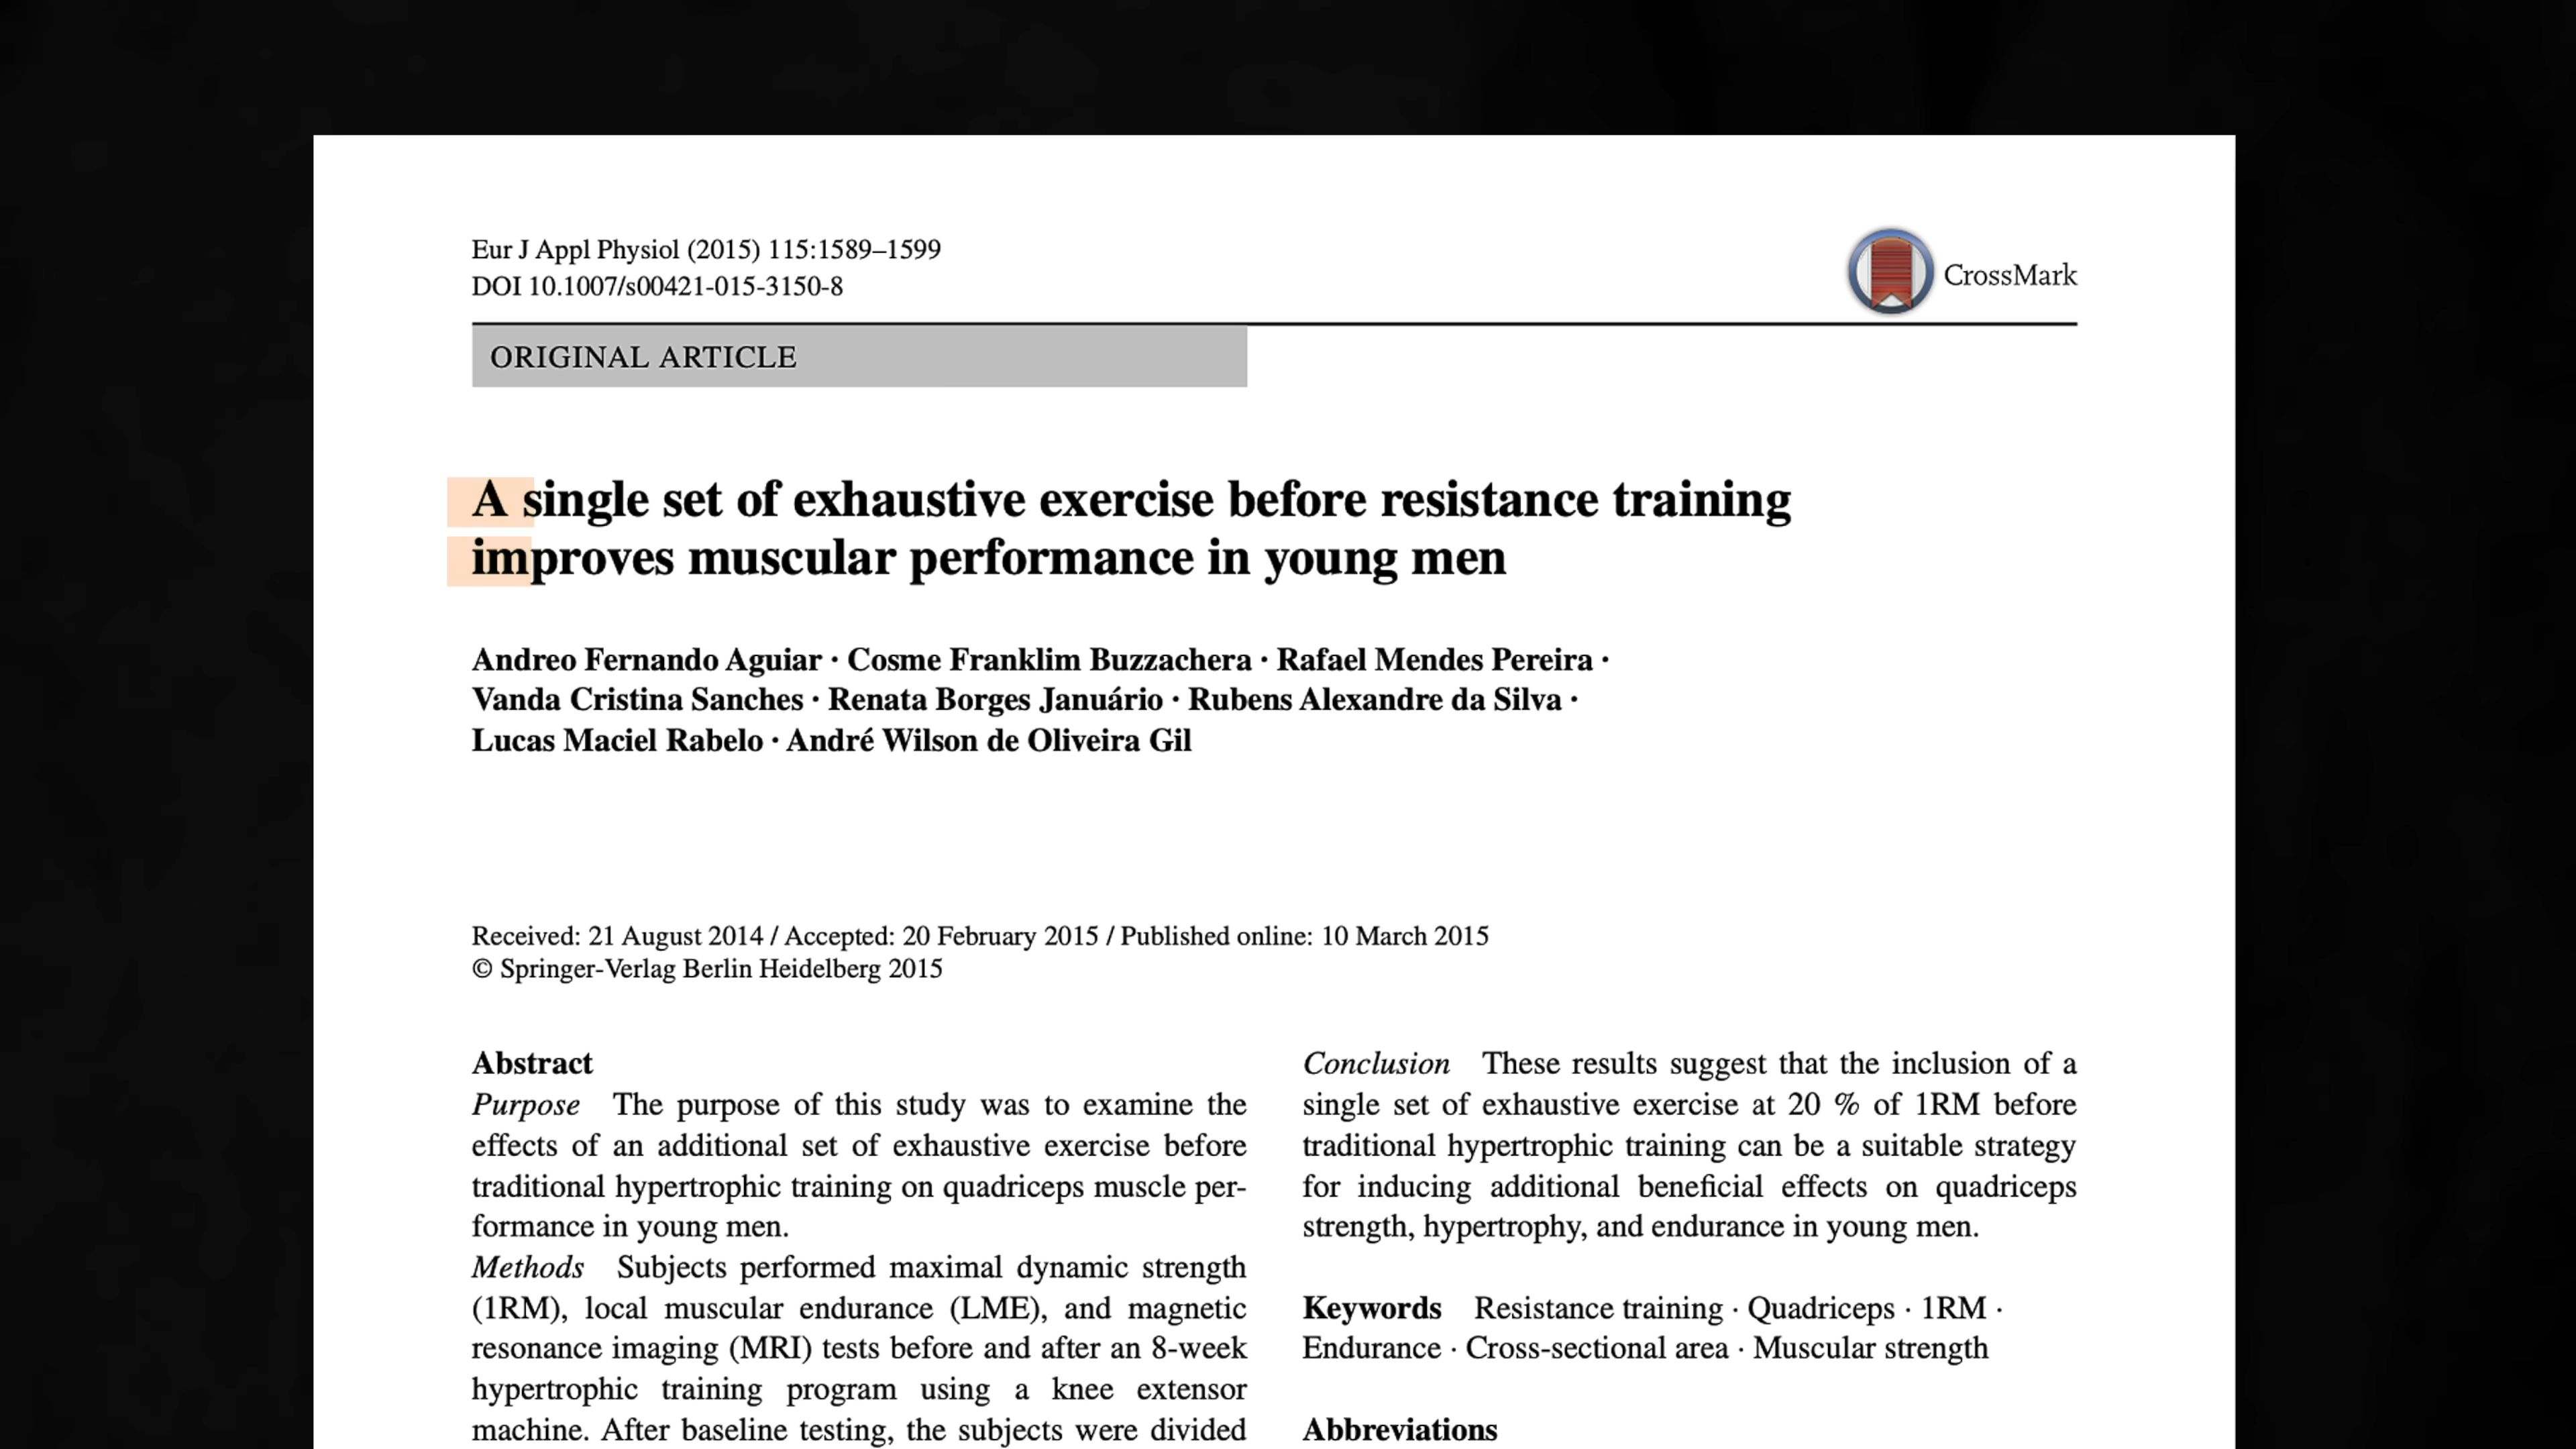 Eur J Appl Physiol (2015) 115:1589–1599
DOI 10.1007/s00421-015-3150-8
CrossMark
ORIGINAL ARTICLE
A single set of exhaustive exercise before resistance training
improves muscular performance in young men
Andreo Fernando Aguiar · Cosme Franklim Buzzachera · Rafael Mendes Pereira ·
Vanda Cristina Sanches · Renata Borges Januário · Rubens Alexandre da Silva ·
Lucas Maciel Rabelo · André Wilson de Oliveira Gil
Received: 21 August 2014 / Accepted: 20 February 2015 / Published online: 10 March 2015
© Springer-Verlag Berlin Heidelberg 2015
Abstract
Purpose The purpose of this study was to examine the
effects of an additional set of exhaustive exercise before
traditional hypertrophic training on quadriceps muscle per-
formance in young men.
Methods Subjects performed maximal dynamic strength
(1RM), local muscular endurance (LME), and magnetic
resonance imaging (MRI) tests before and after an 8-week
hypertrophic training program using a knee extensor
machine. After baseline testing, the subjects were divided
Conclusion These results suggest that the inclusion of a
single set of exhaustive exercise at 20 % of 1RM before
traditional hypertrophic training can be a suitable strategy
for inducing additional beneficial effects on quadriceps
strength, hypertrophy, and endurance in young men.
Keywords Resistance training · Quadriceps · 1RM ·
Endurance · Cross-sectional area · Muscular strength
Abbreviations